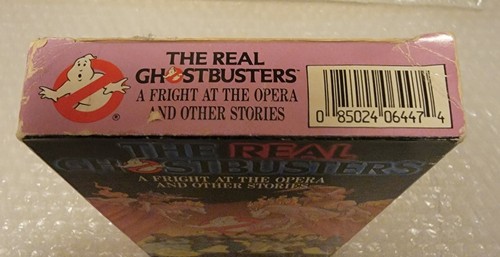 THE REAL
GHOSTBUSTERS™
A FRIGHT AT THE OPERA
AND OTHER STORIES
®
0 85024 06447 4
THE REAL
GHOSTBUSTERS
A FRIGHT AT THE OPERA
AND OTHER STORIES